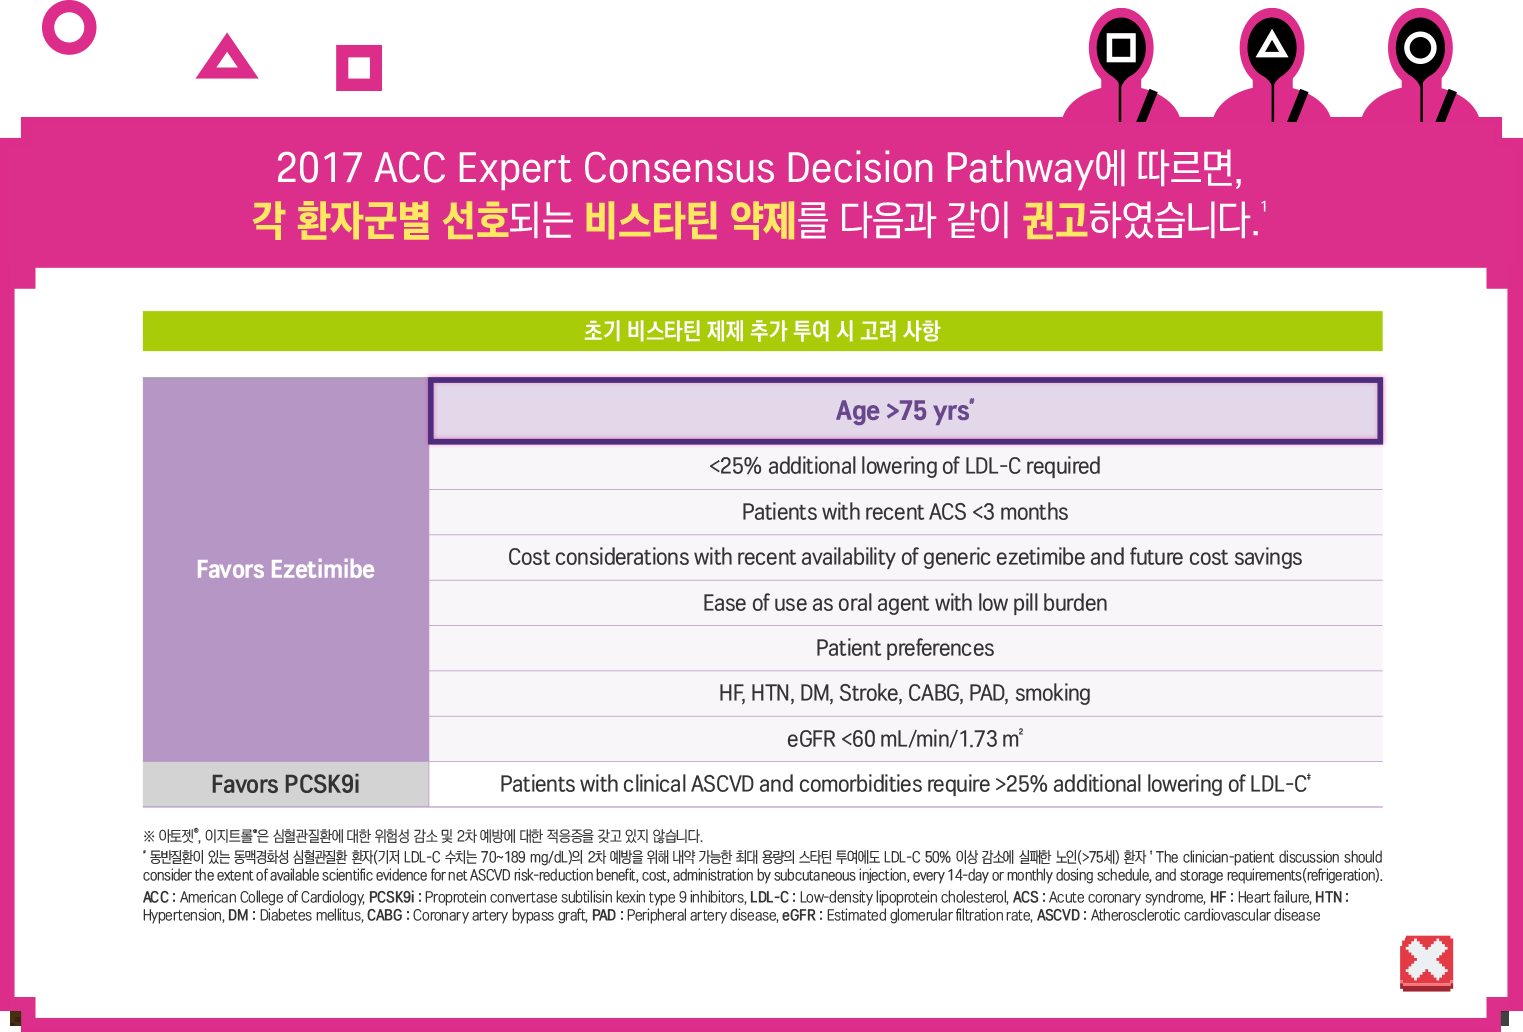 2017 ACC Expert Consensus Decision Pathway에 따르면,
각 환자군별 선호되는 비스타틴 약제를 다음과 같이 권고하였습니다.¹
초기 비스타틴 제제 추가 투여 시 고려 사항
Age >75 yrs#
Favors Ezetimibe
<25% additional lowering of LDL-C required
Patients with recent ACS <3 months
Cost considerations with recent availability of generic ezetimibe and future cost savings
Ease of use as oral agent with low pill burden
Patient preferences
HF, HTN, DM, Stroke, CABG, PAD, smoking
eGFR <60 mL/min/1.73 m²
Favors PCSK9i
Patients with clinical ASCVD and comorbidities require >25% additional lowering of LDL-C‡
※ 아토젯®, 이지트롤®은 심혈관질환에 대한 위험성 감소 및 2차 예방에 대한 적응증을 갖고 있지 않습니다.
# 동반질환이 있는 동맥경화성 심혈관질환 환자(기저 LDL-C 수치는 70~189 mg/dL)의 2차 예방을 위해 내약 가능한 최대 용량의 스타틴 투여에도 LDL-C 50% 이상 감소에 실패한 노인(>75세) 환자 ‡ The clinician-patient discussion should
consider the extent of available scientific evidence for net ASCVD risk-reduction benefit, cost, administration by subcutaneous injection, every 14-day or monthly dosing schedule, and storage requirements(refrigeration).
ACC : American College of Cardiology, PCSK9i : Proprotein convertase subtilisin kexin type 9 inhibitors, LDL-C : Low-density lipoprotein cholesterol, ACS : Acute coronary syndrome, HF : Heart failure, HTN :
Hypertension, DM : Diabetes mellitus, CABG : Coronary artery bypass graft, PAD : Peripheral artery disease, eGFR : Estimated glomerular filtration rate, ASCVD : Atherosclerotic cardiovascular disease